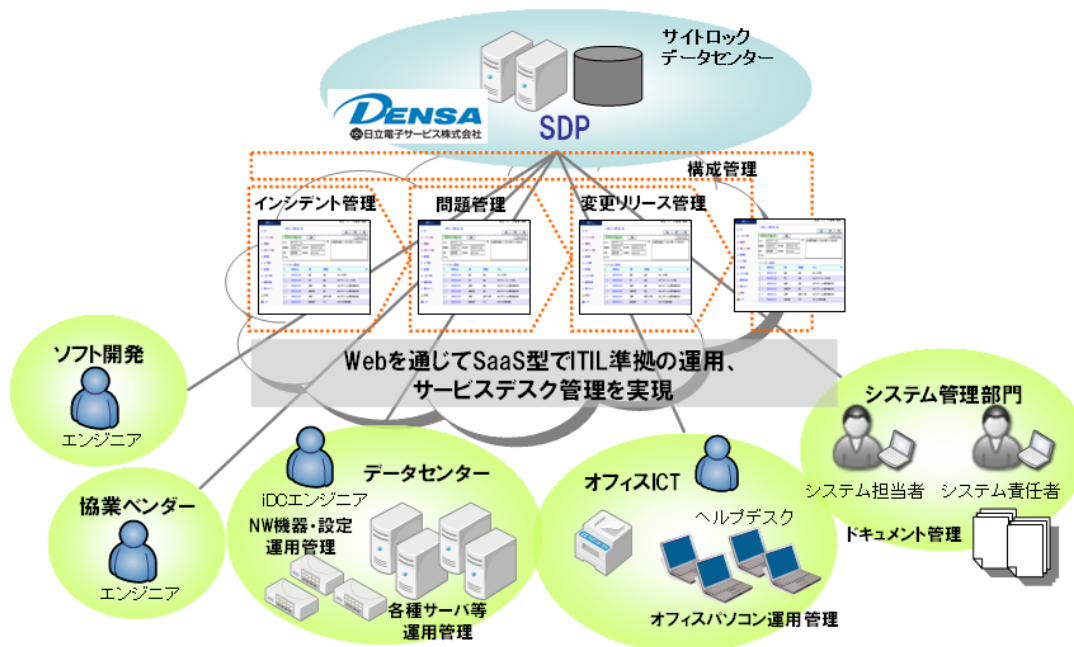 サイトロック
データセンター
DENSA
日立電子サービス株式会社
SDP
構成管理
インシデント管理
問題管理
変更リリース管理
Webを通じてSaaS型でITIL準拠の運用、
サービスデスク管理を実現
ソフト開発
エンジニア
協業ベンダー
エンジニア
データセンター
iDCエンジニア
NW機器・設定
運用管理
各種サーバ等
運用管理
オフィスICT
ヘルプデスク
オフィスパソコン運用管理
システム管理部門
システム担当者
システム責任者
ドキュメント管理